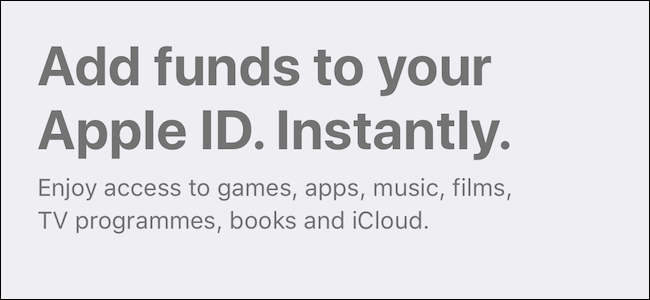 Add funds to your
Apple ID. Instantly.
Enjoy access to games, apps, music, films,
TV programmes, books and iCloud.